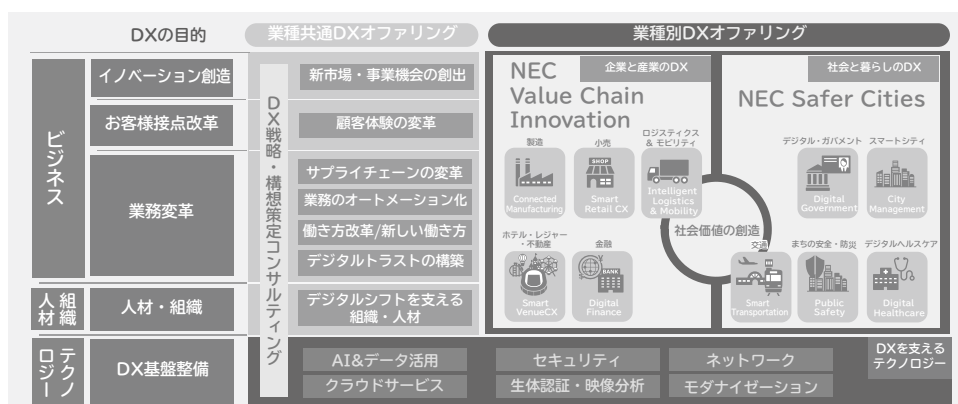 DXの目的
業種共通DXオファリング
業種別DXオファリング
ビジネス
イノベーション創造
お客様接点改革
業務変革
人材
組織
人材・組織
テクノ
ロジー
DX基盤整備
DX戦略・構想策定コンサルティング
新市場・事業機会の創出
顧客体験の変革
サプライチェーンの変革
業務のオートメーション化
働き方改革/新しい働き方
デジタルトラストの構築
デジタルシフトを支える
組織・人材
企業と産業のDX
NEC
Value Chain
Innovation
製造
Connected
Manufacturing
小売
SHOP
Smart
Retail CX
ロジスティクス
& モビリティ
Intelligent
Logistics
& Mobility
ホテル・レジャー
・不動産
Smart
VenueCX
金融
BANK
Digital
Finance
社会価値の創造
社会と暮らしのDX
NEC Safer Cities
デジタル・ガバメント
Digital
Government
スマートシティ
City
Management
交通
Smart
Transportation
まちの安全・防災
Public
Safety
デジタルヘルスケア
Digital
Healthcare
AI&データ活用
セキュリティ
ネットワーク
クラウドサービス
生体認証・映像分析
モダナイゼーション
DXを支える
テクノロジー